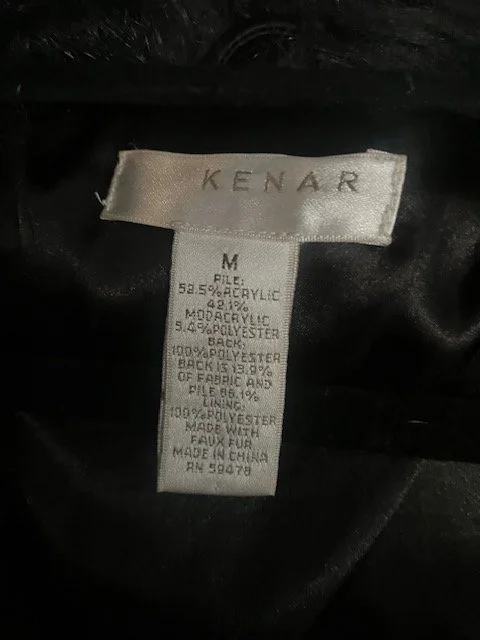 KENAR
M
PILE:
52.5%ACRYLIC
42.1%
MODACRYLIC
5.4%POLYESTER
BACK:
100%POLYESTER
BACK IS 13.9%
OF FABRIC AND
PILE 86.1%
LINING:
100%POLYESTER
MADE WITH
FAUX FUR
MADE IN CHINA
RN 59478